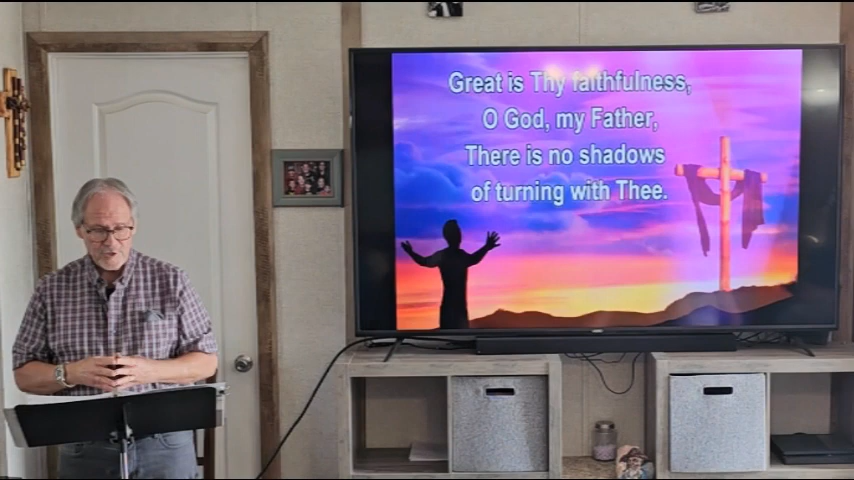 Great is Thy faithfulness,
O God, my Father,
There is no shadows
of turning with Thee.